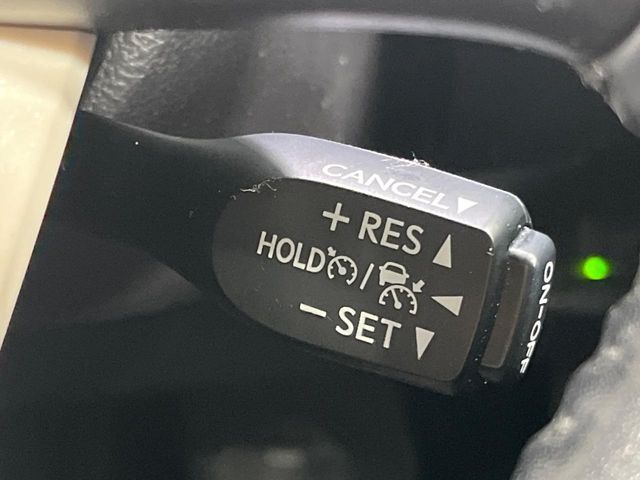 CANCEL▼
+ RES▲
HOLD / ◀
− SET▼
ON–OFF